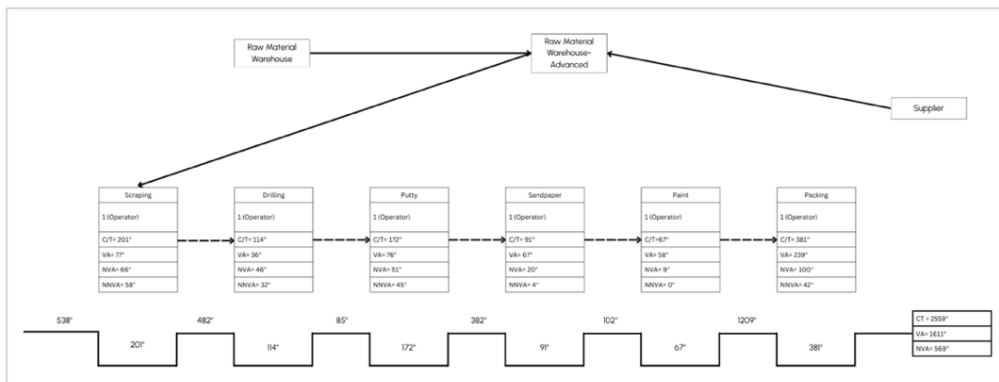 Raw Material
Warehouse
Raw Material
Warehouse-
Advanced
Supplier
Scraping
1 (Operator)
C/T= 201"
VA= 77"
NVA= 66"
NNVA= 58"
Drilling
1 (Operator)
C/T= 114"
VA= 36"
NVA= 46"
NNVA= 32"
Putty
1 (Operator)
C/T= 172"
VA= 76"
NVA= 51"
NNVA= 45"
Sandpaper
1 (Operator)
C/T= 91"
VA= 67"
NVA= 20"
NNVA= 4"
Paint
1 (Operator)
C/T=67"
VA= 58"
NVA= 9"
NNVA= 0"
Packing
1 (Operator)
C/T= 381"
VA= 239"
NVA= 100"
NNVA= 42"
538"
201"
482"
114"
85"
172"
382"
91"
102"
67"
1209"
381"
CT = 2559"
VA= 1611"
NVA= 569"